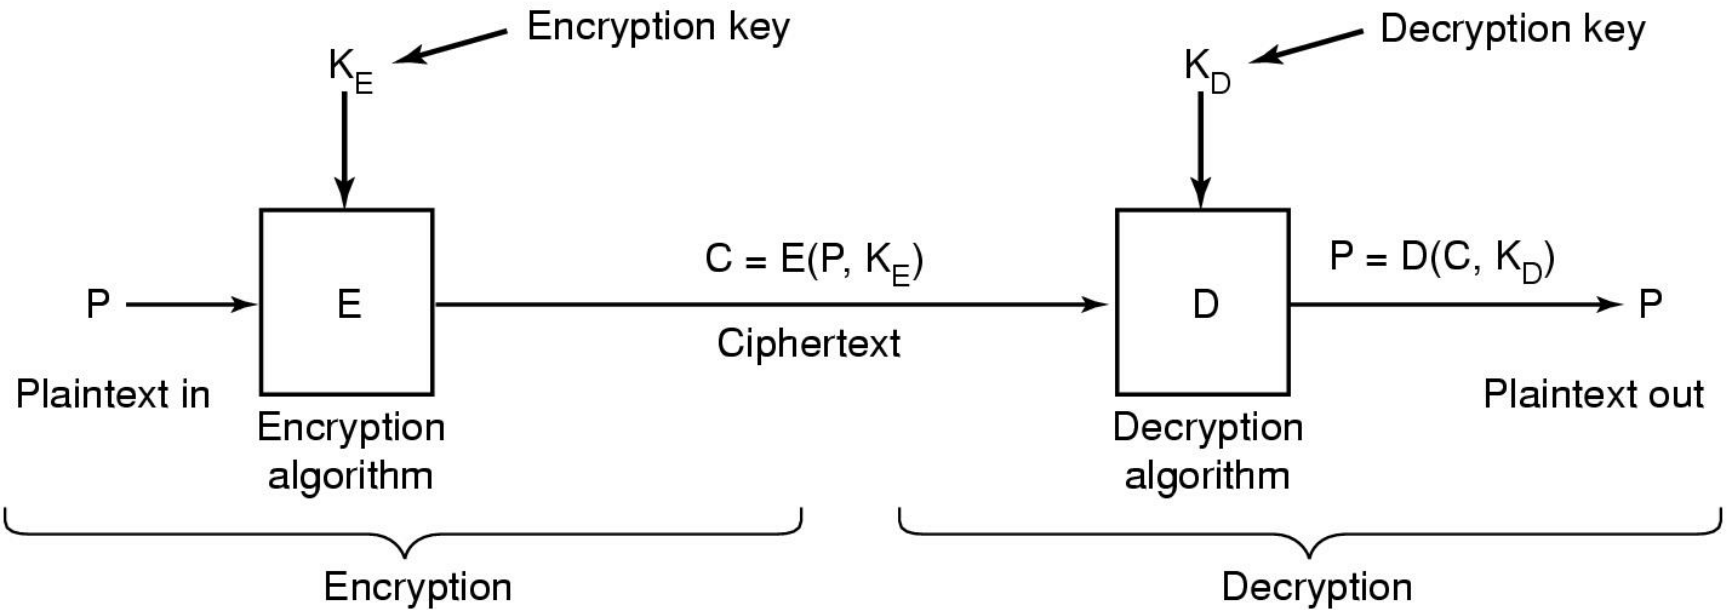 Encryption key
K_E
Decryption key
K_D
P
E
C = E(P, K_E)
D
P = D(C, K_D)
P
Plaintext in
Ciphertext
Plaintext out
Encryption
algorithm
Decryption
algorithm
Encryption
Decryption